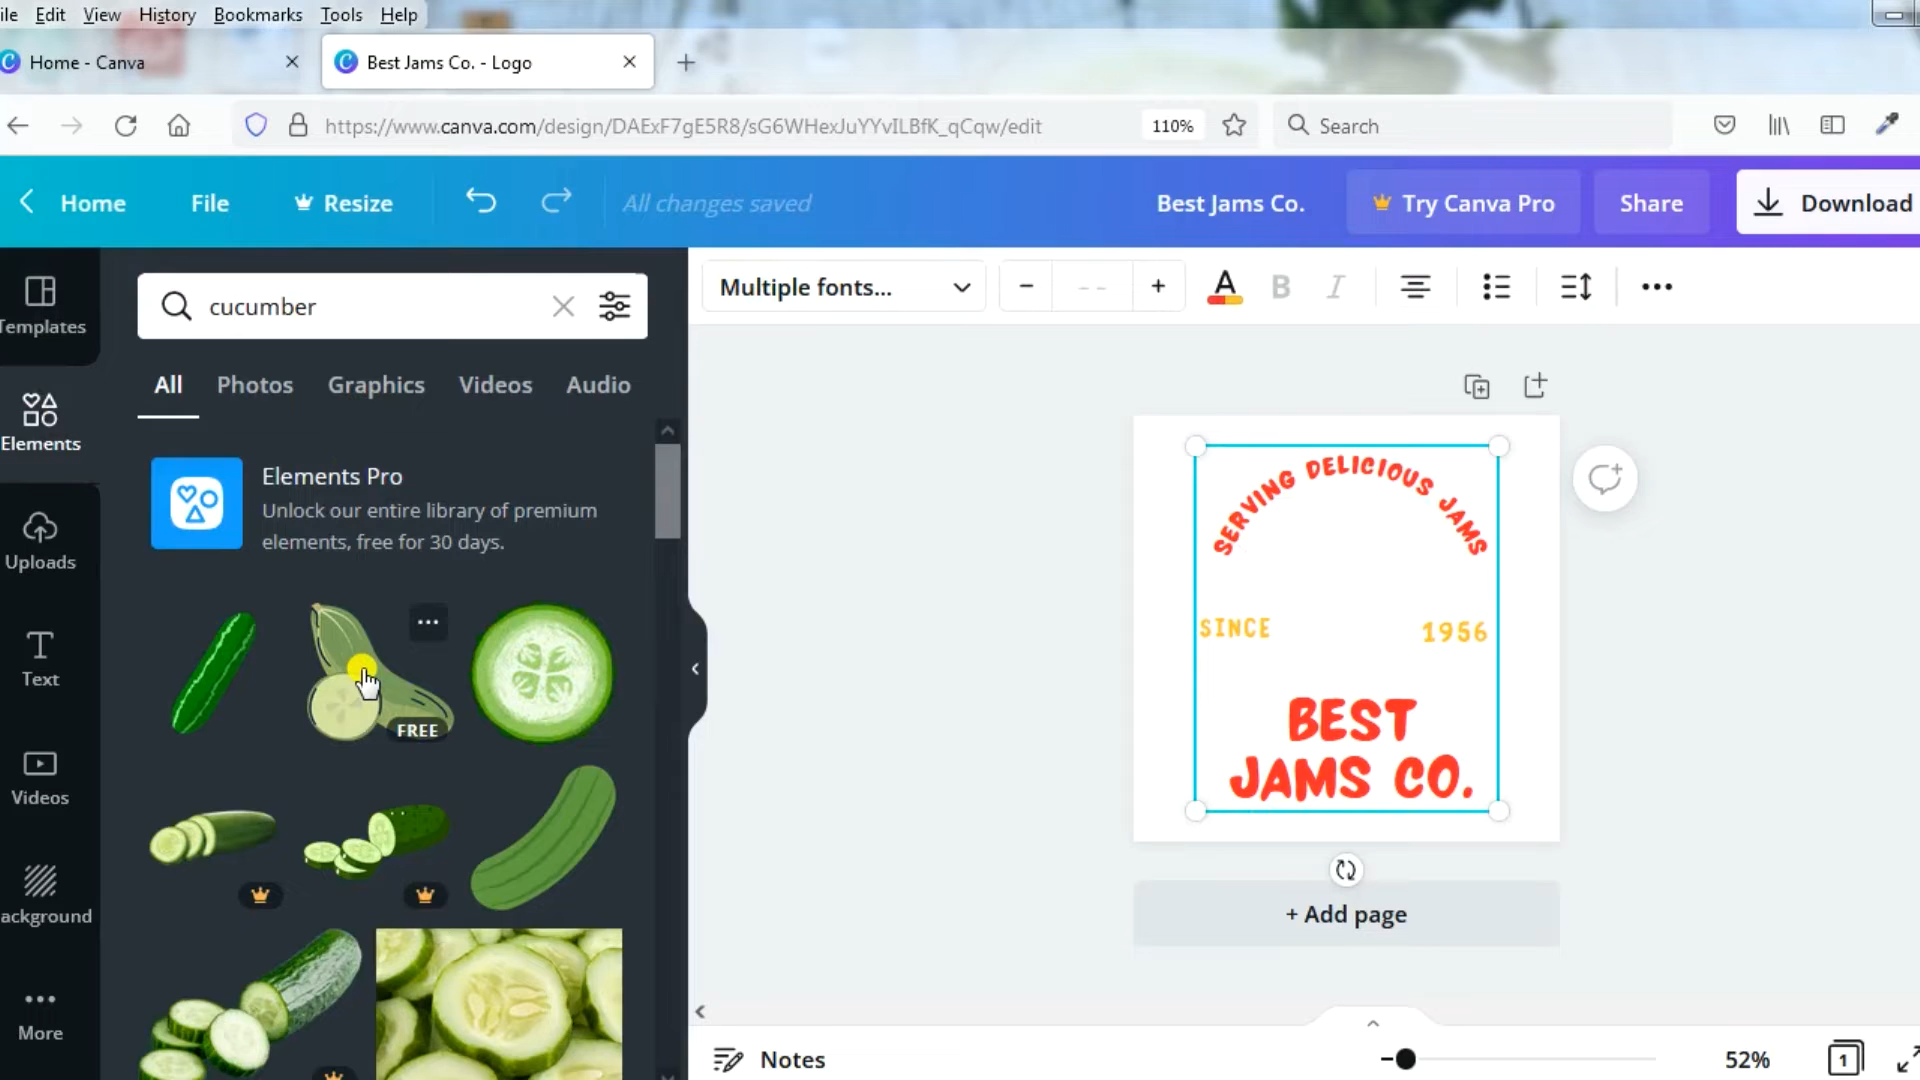 ile Edit View History Bookmarks Tools Help
Home - Canva
Best Jams Co. - Logo
https://www.canva.com/design/DAExF7gE5R8/sG6WHexJuYYvILBfK_qCqw/edit
110%
Search
Home
File
Resize
All changes saved
Best Jams Co.
Try Canva Pro
Share
Download
Templates
Elements
Uploads
Text
Videos
ackground
More
cucumber
All Photos Graphics Videos Audio
Elements Pro
Unlock our entire library of premium
elements, free for 30 days.
FREE
Multiple fonts...
- -
A B I
SERVING DELICIOUS JAMS
SINCE 1956
BEST
JAMS CO.
+ Add page
Notes
52%
1